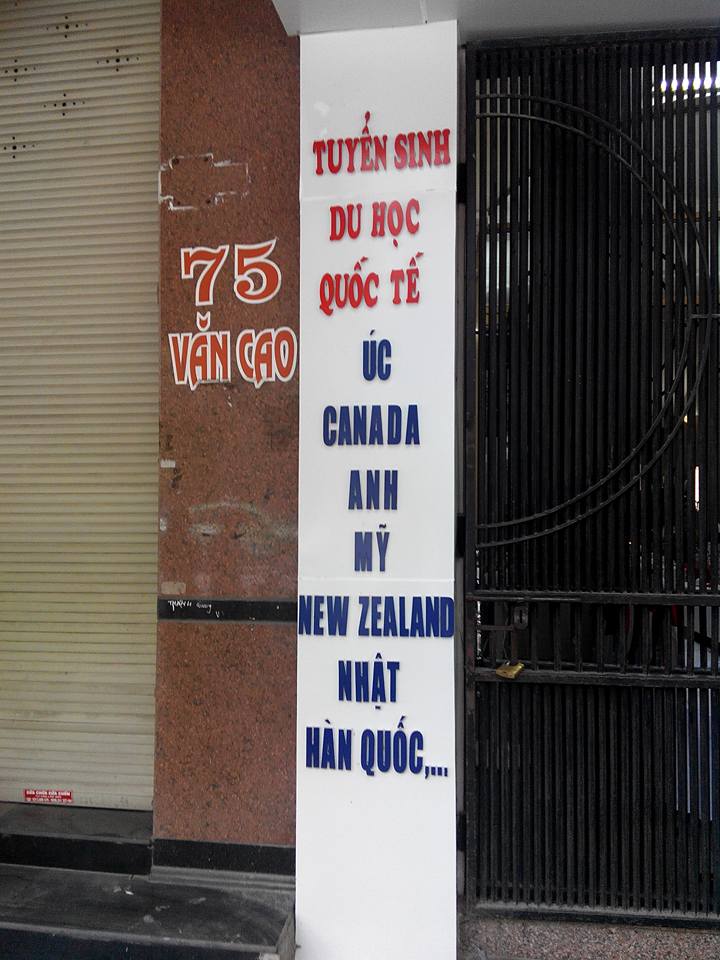 75
VĂN CAO
TUYỂN SINH
DU HỌC
QUỐC TẾ
ÚC
CANADA
ANH
MỸ
NEW ZEALAND
NHẬT
HÀN QUỐC,...